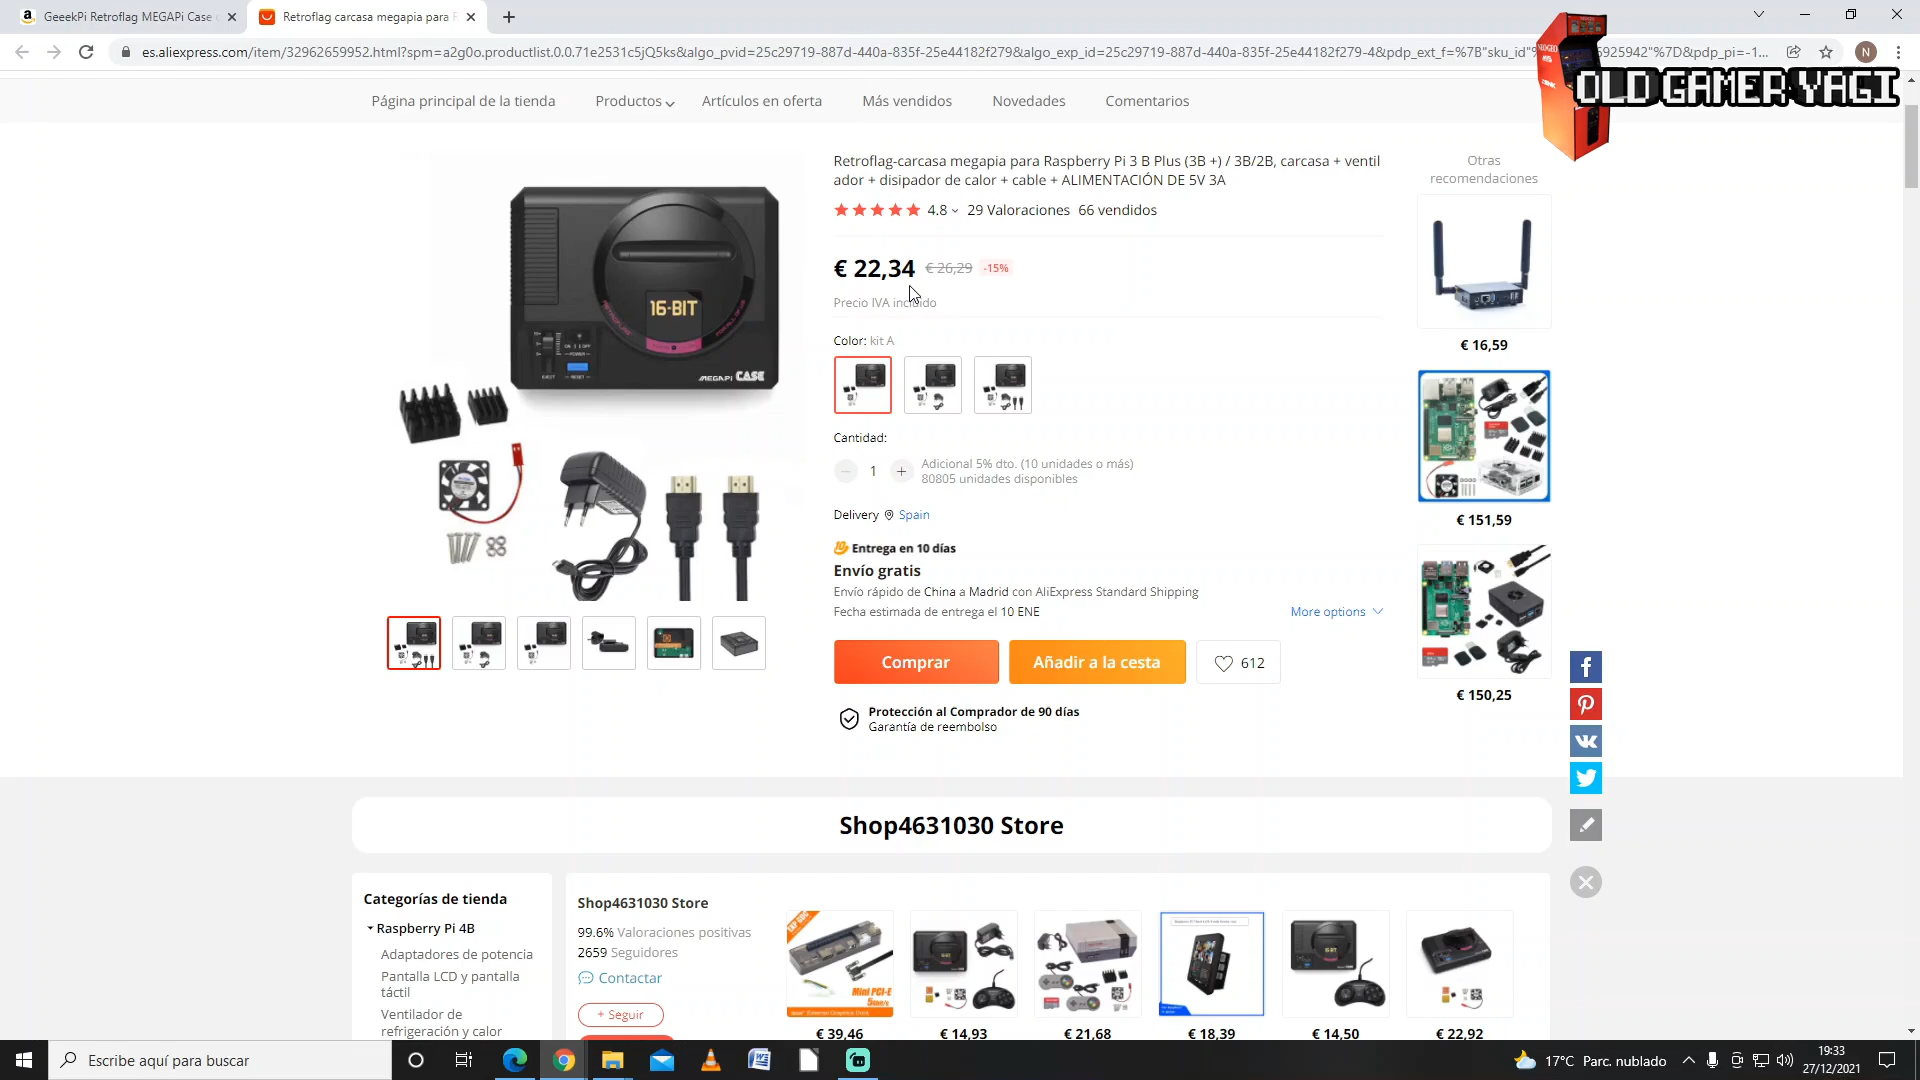 GeeekPi Retroflag MEGAPi Case
Retroflag carcasa megapia para
es.aliexpress.com/item/32962659952.html?spm=a2g0o.productlist.0.0.71e2531c5jQ5ks&algo_pvid=25c29719-887d-440a-835f-25e44182f279&algo_exp_id=25c29719-887d-440a-835f-25e44182f279-4&pdp_ext_f=%7B"sku_id"
5925942"%7D&pdp_pi=-1...
N
OLD GAMER YAGI
Página principal de la tienda
Productos
Artículos en oferta
Más vendidos
Novedades
Comentarios
16-BIT
MEGAPi CASE
Retroflag-carcasa megapia para Raspberry Pi 3 B Plus (3B +) / 3B/2B, carcasa + ventil
ador + disipador de calor + cable + ALIMENTACIÓN DE 5V 3A
4.8
29 Valoraciones
66 vendidos
€ 22,34
€ 26,29
-15%
Precio IVA incluido
Color: kit A
Cantidad:
1
Adicional 5% dto. (10 unidades o más)
80805 unidades disponibles
Delivery
Spain
Entrega en 10 días
Envío gratis
Envío rápido de China a Madrid con AliExpress Standard Shipping
Fecha estimada de entrega el 10 ENE
More options
Comprar
Añadir a la cesta
612
Protección al Comprador de 90 días
Garantía de reembolso
Otras
recomendaciones
€ 16,59
€ 151,59
€ 150,25
Shop4631030 Store
Categorías de tienda
Raspberry Pi 4B
Adaptadores de potencia
Pantalla LCD y pantalla
táctil
Ventilador de
refrigeración y calor
Shop4631030 Store
99.6% Valoraciones positivas
2659 Seguidores
Contactar
+ Seguir
Mini PCI-E
€ 39,46
€ 14,93
€ 21,68
€ 18,39
€ 14,50
€ 22,92
Escribe aquí para buscar
17°C Parc. nublado
19:33
27/12/2021